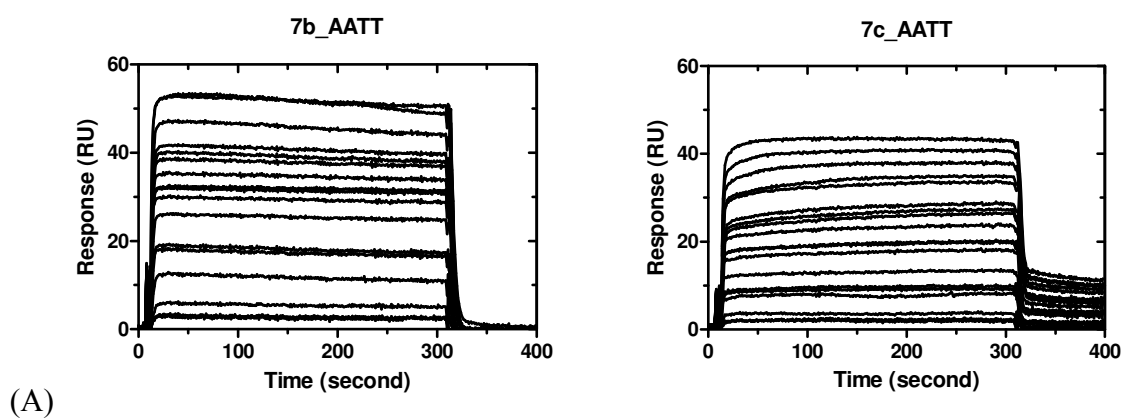 7b_AATT
60
40
20
0
Response (RU)
0 100 200 300 400
Time (second)
7c_AATT
60
40
20
0
Response (RU)
0 100 200 300 400
Time (second)
(A)